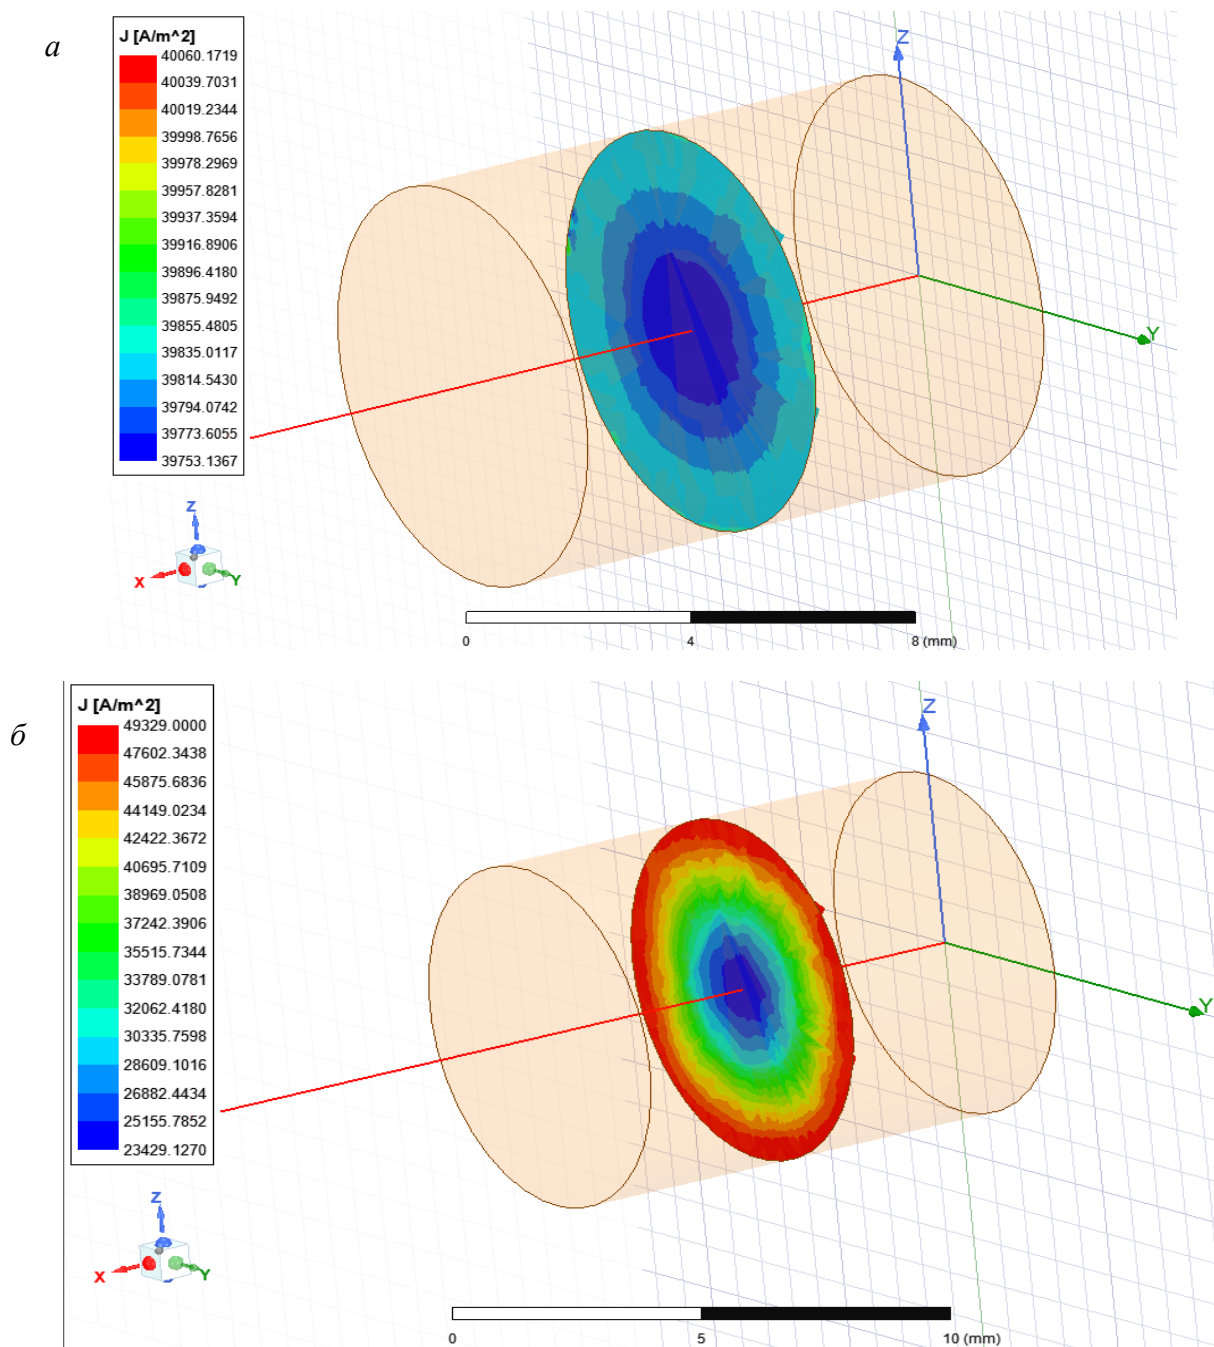 а
J [A/m^2]
40060.1719
40039.7031
40019.2344
39998.7656
39978.2969
39957.8281
39937.3594
39916.8906
39896.4180
39875.9492
39855.4805
39835.0117
39814.5430
39794.0742
39773.6055
39753.1367
Z
Y
Z
X
Y
0
4
8 (mm)
б
J [A/m^2]
49329.0000
47602.3438
45875.6836
44149.0234
42422.3672
40695.7109
38969.0508
37242.3906
35515.7344
33789.0781
32062.4180
30335.7598
28609.1016
26882.4434
25155.7852
23429.1270
Z
Y
Z
X
Y
0
5
10 (mm)